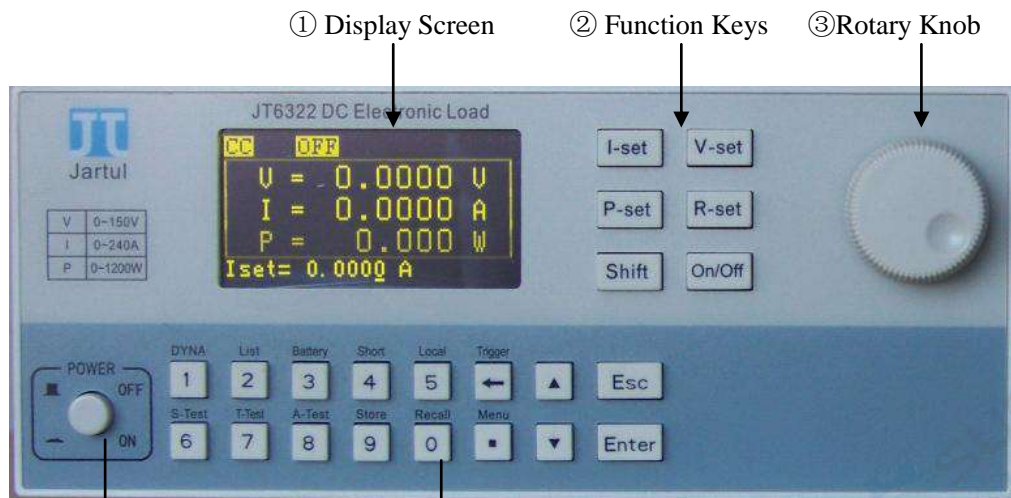 ① Display Screen
② Function Keys
③Rotary Knob
JT6322 DC Electronic Load
JT
Jartul
V 0~150V
I 0~240A
P 0~1200W
CC OFF
V = 0.0000 V
I = 0.0000 A
P = 0.000 W
Iset= 0.0000 A
I-set V-set
P-set R-set
Shift On/Off
POWER
OFF
ON
DYNA List Battery Short Local Trigger
1 2 3 4 5 ← ▲ Esc
S-Test T-Test A-Test Store Recall Menu
6 7 8 9 0 ▪ ▼ Enter